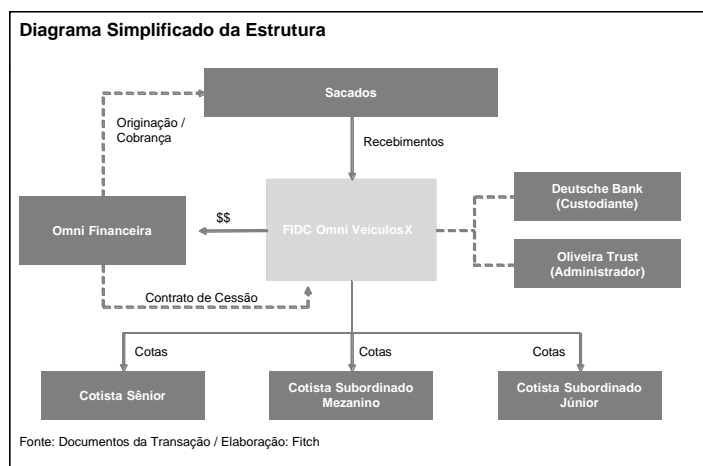 Diagrama Simplificado da Estrutura
Sacados
Originação /
Cobrança
Recebimentos
Omni Financeira
$$
FIDC Omni VeículosX
Deutsche Bank
(Custodiante)
Oliveira Trust
(Administrador)
Contrato de Cessão
Cotas
Cotas
Cotas
Cotista Sênior
Cotista Subordinado
Mezanino
Cotista Subordinado
Júnior
Fonte: Documentos da Transação / Elaboração: Fitch